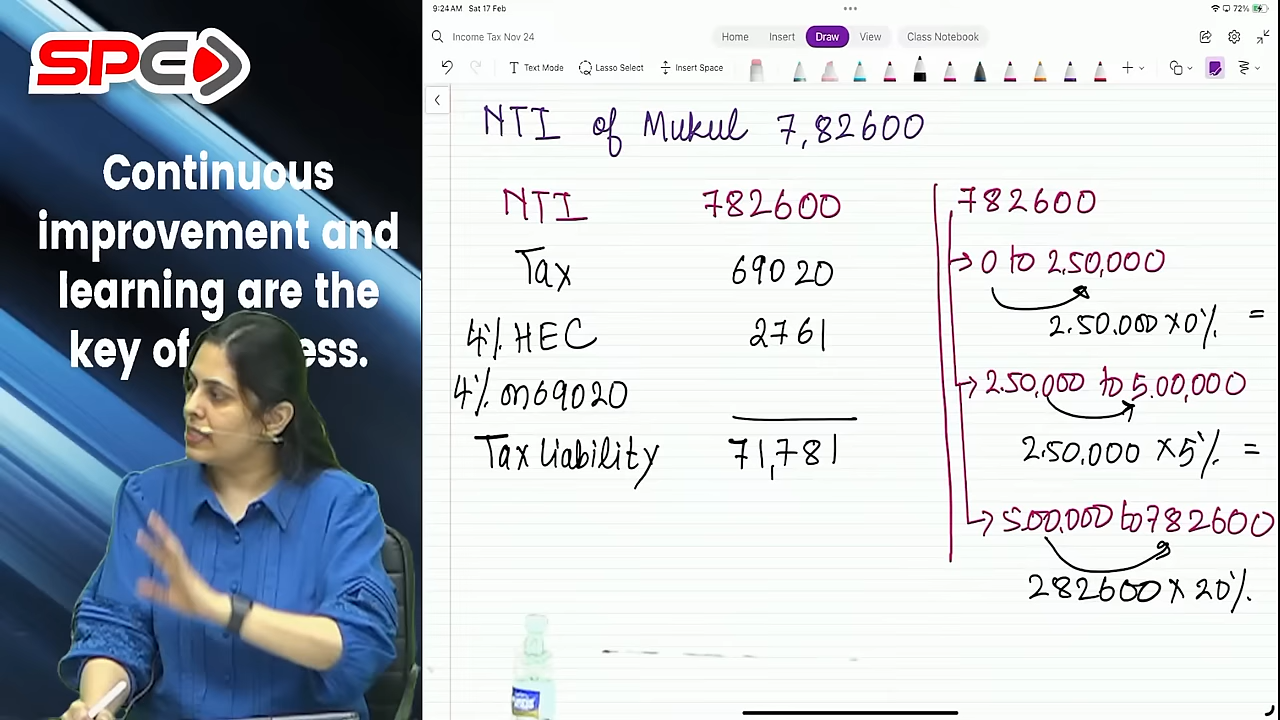 9:24 AM Sat 17 Feb
72%
Income Tax Nov 24
Home Insert Draw View Class Notebook
Text Mode Lasso Select Insert Space
SPC
Continuous
improvement and
learning are the
key of ess.
NTI of Mukul 7,82600
NTI 782600
Tax 69020
4% HEC 2761
4% on 69020
Tax liability 71,781
782600
→ 0 to 2,50,000
2,50,000 x 0% =
→ 2,50,000 to 5,00,000
2,50,000 x 5% =
→ 5,00,000 to 782600
282600 x 20%